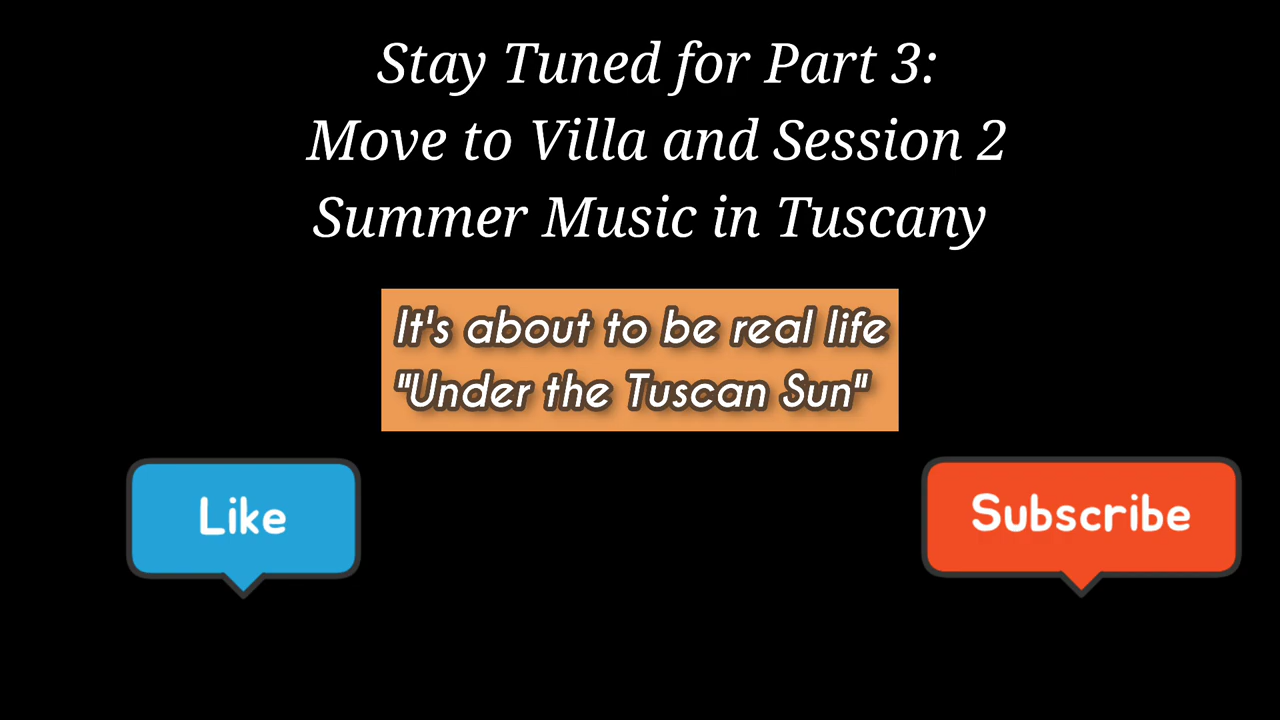 Stay Tuned for Part 3:
Move to Villa and Session 2
Summer Music in Tuscany
It's about to be real life
"Under the Tuscan Sun"
Like
Subscribe